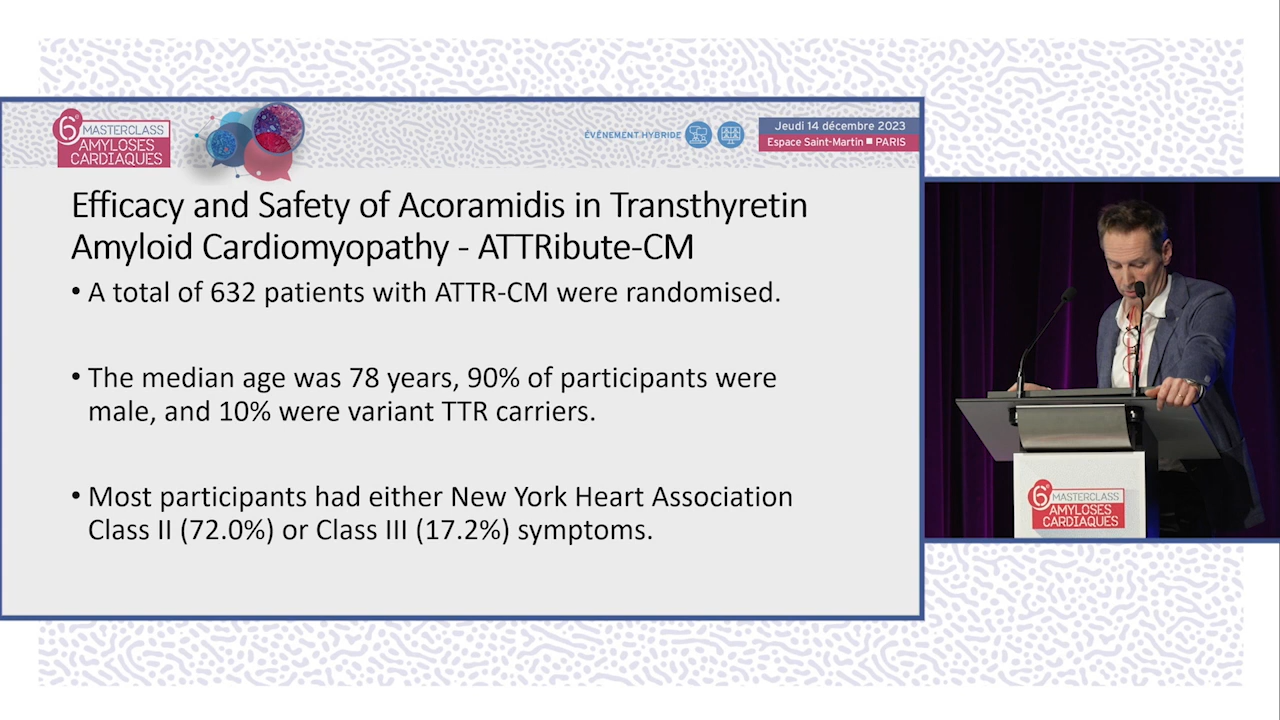 6e
MASTERCLASS
AMYLOSES
CARDIAQUES
ÉVÉNEMENT HYBRIDE
Jeudi 14 décembre 2023
Espace Saint-Martin ■ PARIS
Efficacy and Safety of Acoramidis in Transthyretin
Amyloid Cardiomyopathy - ATTRibute-CM
• A total of 632 patients with ATTR-CM were randomised.
• The median age was 78 years, 90% of participants were
male, and 10% were variant TTR carriers.
• Most participants had either New York Heart Association
Class II (72.0%) or Class III (17.2%) symptoms.
6e
MASTERCLASS
AMYLOSES
CARDIAQUES